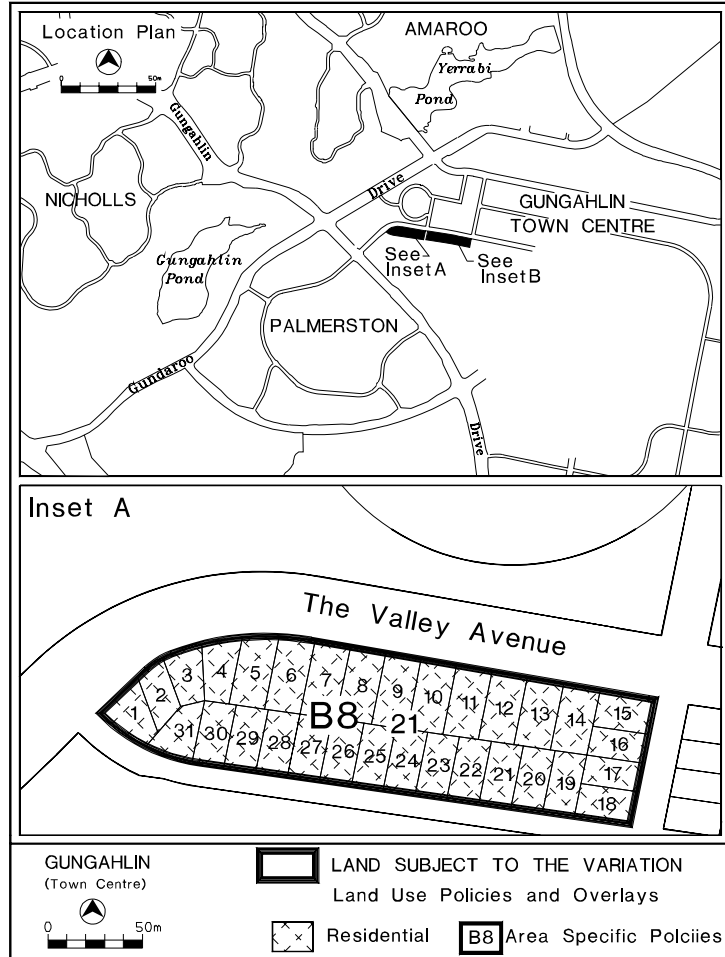 Location Plan
0 50m
AMAROO
Yerrabi
Pond
Gungahlin
Drive
NICHOLLS
GUNGAHLIN
TOWN CENTRE
See
Inset A
See
Inset B
Gungahlin
Pond
PALMERSTON
Gundaroo
Drive
Inset A
The Valley Avenue
1 2 3 4 5 6 7 8 9 10 11 12 13 14 15
16
17
18
B8 21
31 30 29 28 27 26 25 24 23 22 21 20 19
GUNGAHLIN
(Town Centre)
0 50m
LAND SUBJECT TO THE VARIATION
Land Use Policies and Overlays
Residential
B8 Area Specific Polciies